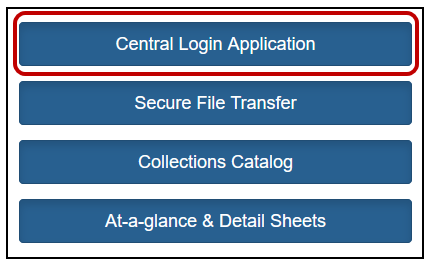 Central Login Application
Secure File Transfer
Collections Catalog
At-a-glance & Detail Sheets